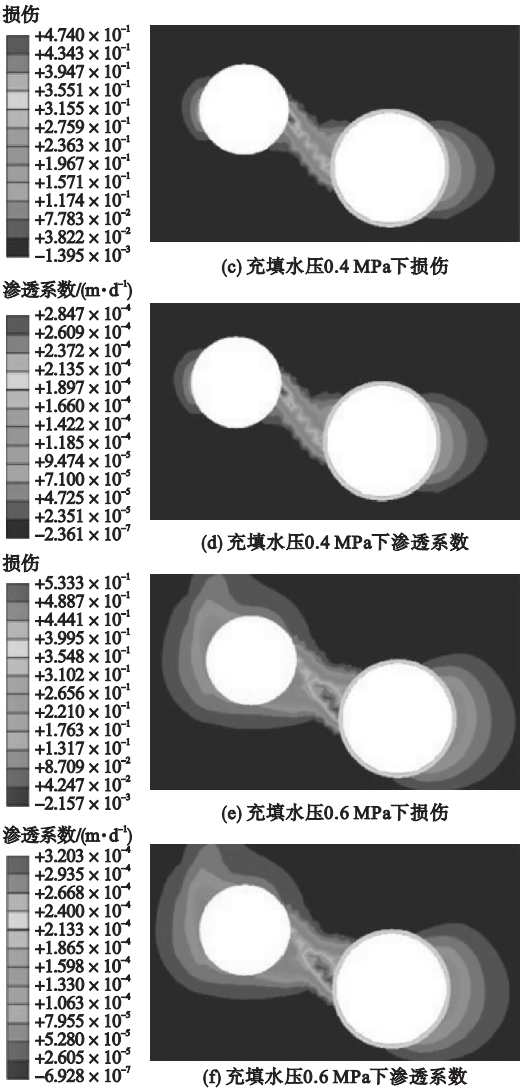 损伤
+4.740 × 10⁻¹
+4.343 × 10⁻¹
+3.947 × 10⁻¹
+3.551 × 10⁻¹
+3.155 × 10⁻¹
+2.759 × 10⁻¹
+2.363 × 10⁻¹
+1.967 × 10⁻¹
+1.571 × 10⁻¹
+1.174 × 10⁻¹
+7.783 × 10⁻²
+3.822 × 10⁻²
−1.395 × 10⁻³
(c) 充填水压0.4 MPa下损伤
渗透系数/(m·d⁻¹)
+2.847 × 10⁻⁴
+2.609 × 10⁻⁴
+2.372 × 10⁻⁴
+2.135 × 10⁻⁴
+1.897 × 10⁻⁴
+1.660 × 10⁻⁴
+1.422 × 10⁻⁴
+1.185 × 10⁻⁴
+9.474 × 10⁻⁵
+7.100 × 10⁻⁵
+4.725 × 10⁻⁵
+2.351 × 10⁻⁵
−2.361 × 10⁻⁷
(d) 充填水压0.4 MPa下渗透系数
损伤
+5.333 × 10⁻¹
+4.887 × 10⁻¹
+4.441 × 10⁻¹
+3.995 × 10⁻¹
+3.548 × 10⁻¹
+3.102 × 10⁻¹
+2.656 × 10⁻¹
+2.210 × 10⁻¹
+1.763 × 10⁻¹
+1.317 × 10⁻¹
+8.709 × 10⁻²
+4.247 × 10⁻²
−2.157 × 10⁻³
(e) 充填水压0.6 MPa下损伤
渗透系数/(m·d⁻¹)
+3.203 × 10⁻⁴
+2.935 × 10⁻⁴
+2.668 × 10⁻⁴
+2.400 × 10⁻⁴
+2.133 × 10⁻⁴
+1.865 × 10⁻⁴
+1.598 × 10⁻⁴
+1.330 × 10⁻⁴
+1.063 × 10⁻⁴
+7.955 × 10⁻⁵
+5.280 × 10⁻⁵
+2.605 × 10⁻⁵
−6.928 × 10⁻⁷
(f) 充填水压0.6 MPa下渗透系数